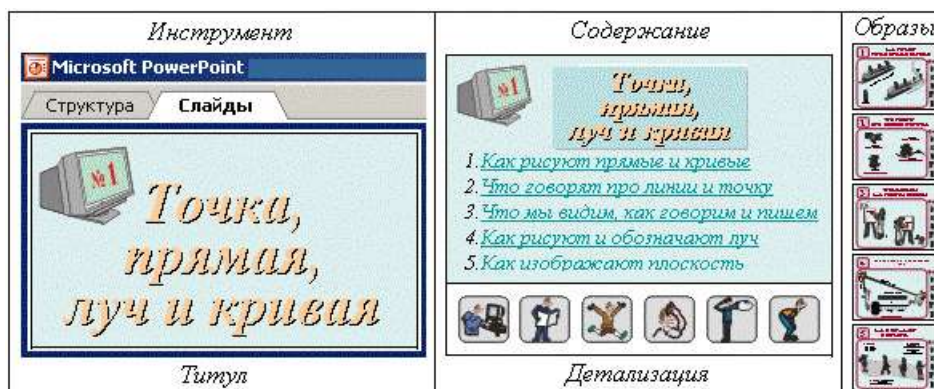 Инструмент
Microsoft PowerPoint
Структура Слайды
№1
Точка,
прямая,
луч и кривая
Титул
Содержание
№1
Точка,
прямая,
луч и кривая
1. Как рисуют прямые и кривые
2. Что говорят про линии и точку
3. Что мы видим, как говорим и пишем
4. Как рисуют и обозначают луч
5. Как изображают плоскость
Детализация
Образы